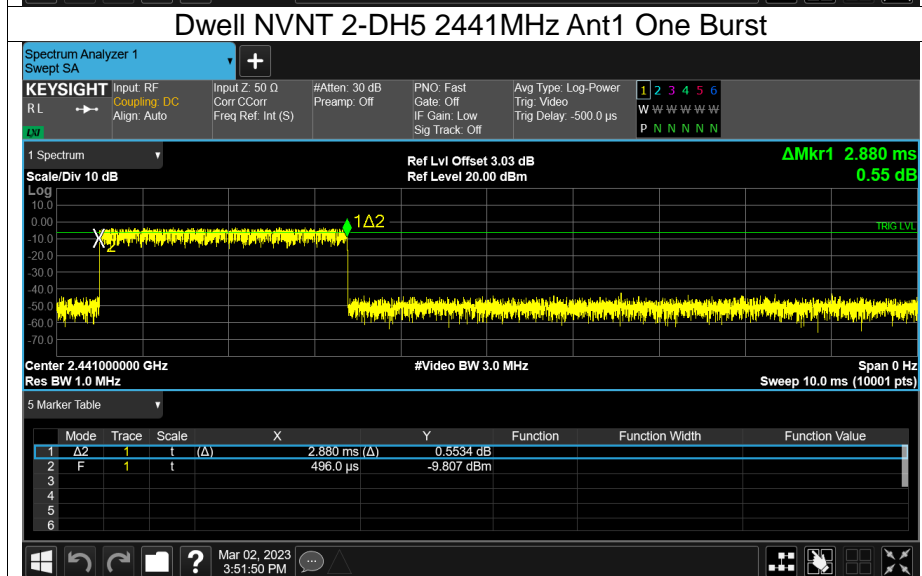 Dwell NVNT 2-DH5 2441MHz Ant1 One Burst
Spectrum Analyzer 1
Swept SA
+
KEYSIGHT Input: RF Input Z: 50 Ω #Atten: 30 dB PNO: Fast Avg Type: Log-Power 1 2 3 4 5 6
RL Coupling: DC Corr CCorr Preamp: Off Gate: Off Trig: Video W W W W W W
Align: Auto Freq Ref: Int (S) IF Gain: Low Trig Delay: -500.0 µs
LXI Sig Track: Off P N N N N N
1 Spectrum Ref Lvl Offset 3.03 dB ΔMkr1 2.880 ms
Scale/Div 10 dB Ref Level 20.00 dBm 0.55 dB
Log
10.0
0.00 1Δ2 TRIG LVL
-10.0 2
-20.0
-30.0
-40.0
-50.0
-60.0
-70.0
Center 2.441000000 GHz #Video BW 3.0 MHz Span 0 Hz
Res BW 1.0 MHz Sweep 10.0 ms (10001 pts)
5 Marker Table
Mode Trace Scale X Y Function Function Width Function Value
1 Δ2 1 t (Δ) 2.880 ms (Δ) 0.5534 dB
2 F 1 t 496.0 µs -9.807 dBm
3
4
5
6
? Mar 02, 2023
3:51:50 PM